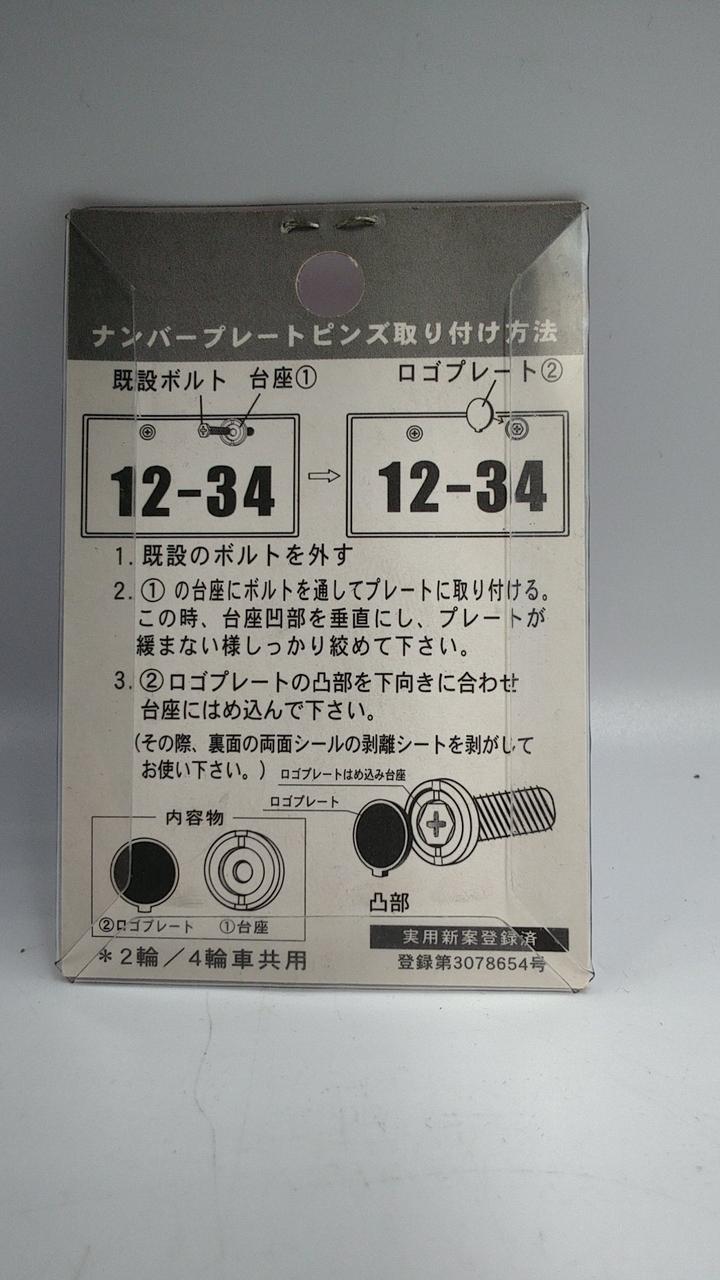 ナンバープレートピンズ取り付け方法
既設ボルト 台座①
ロゴプレート②
12-34
12-34
1. 既設のボルトを外す
2. ① の台座にボルトを通してプレートに取り付ける。
この時、台座凹部を垂直にし、プレートが
緩まない様しっかり絞めて下さい。
3. ② ロゴプレートの凸部を下向きに合わせ
台座にはめ込んで下さい。
(その際、裏面の両面シールの剥離シートを剥がして
お使い下さい。)
ロゴプレートはめ込み台座
ロゴプレート
内容物
凸部
②ロゴプレート ①台座
実用新案登録済
*2輪/4輪車共用
登録第3078654号